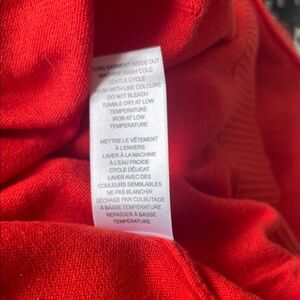 TURN GARMENT INSIDE OUT
MACHINE WASH COLD
GENTLE CYCLE
WASH WITH LIKE COLOURS
DO NOT BLEACH
TUMBLE DRY AT LOW
TEMPERATURE
IRON AT LOW
TEMPERATURE
METTRE LE VÊTEMENT
À L'ENVERS
LAVER À LA MACHINE
À L'EAU FROIDE
CYCLE DÉLICAT
LAVER AVEC DES
COULEURS SEMBLABLES
NE PAS BLANCHIR
SÉCHAGE PAR CULBUTAGE
À BASSE TEMPÉRATURE
REPASSER À BASSE
TEMPÉRATURE